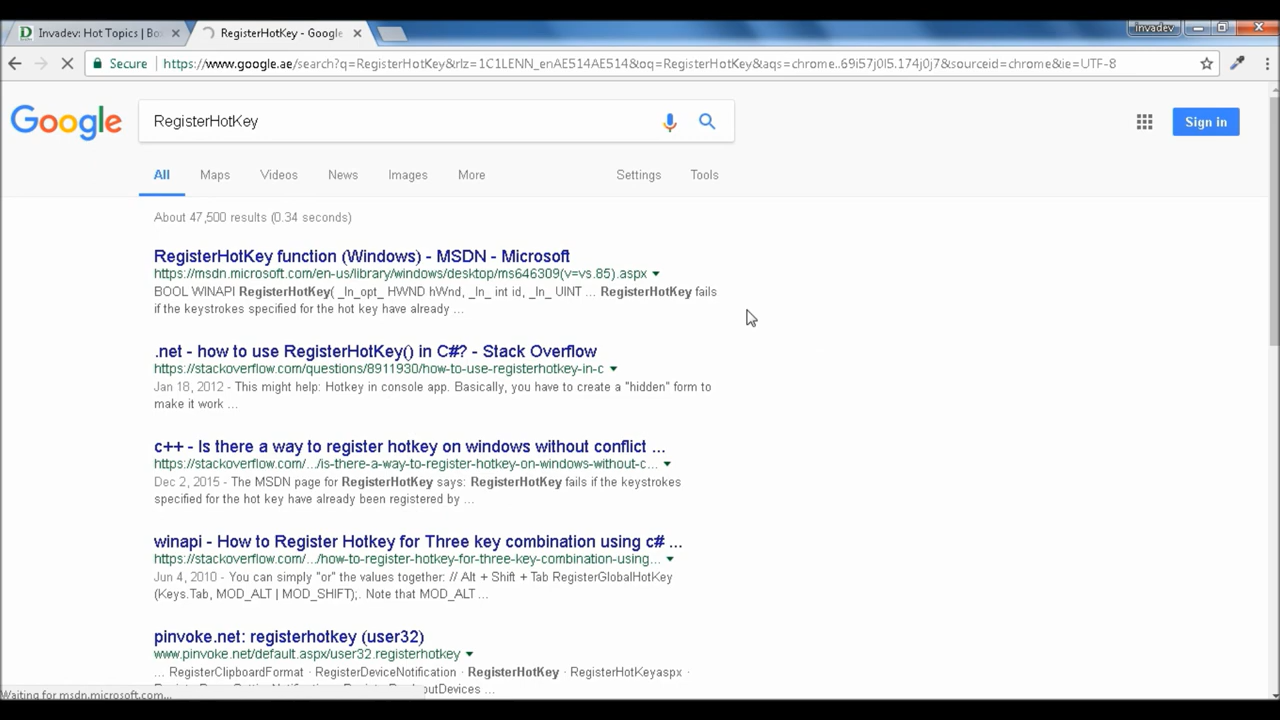 Invadev: Hot Topics | Bo
RegisterHotKey - Google
invadev
Secure
https://www.google.ae/search?q=RegisterHotKey&rlz=1C1LENN_enAE514AE514&oq=RegisterHotKey&aqs=chrome..69i57j0l5.174j0j7&sourceid=chrome&ie=UTF-8
Google
RegisterHotKey
Sign in
All Maps Videos News Images More Settings Tools
About 47,500 results (0.34 seconds)
RegisterHotKey function (Windows) - MSDN - Microsoft
https://msdn.microsoft.com/en-us/library/windows/desktop/ms646309(v=vs.85).aspx
BOOL WINAPI RegisterHotKey( _In_opt_ HWND hWnd, _In_ int id, _In_ UINT ... RegisterHotKey fails
if the keystrokes specified for the hot key have already ...
.net - how to use RegisterHotKey() in C#? - Stack Overflow
https://stackoverflow.com/questions/8911930/how-to-use-registerhotkey-in-c
Jan 18, 2012 - This might help: Hotkey in console app. Basically, you have to create a "hidden" form to
make it work ...
c++ - Is there a way to register hotkey on windows without conflict ...
https://stackoverflow.com/.../is-there-a-way-to-register-hotkey-on-windows-without-c...
Dec 2, 2015 - The MSDN page for RegisterHotKey says: RegisterHotKey fails if the keystrokes
specified for the hot key have already been registered by ...
winapi - How to Register Hotkey for Three key combination using c# ...
https://stackoverflow.com/.../how-to-register-hotkey-for-three-key-combination-using...
Jun 4, 2010 - You can simply "or" the values together: // Alt + Shift + Tab RegisterGlobalHotKey
(Keys.Tab, MOD_ALT | MOD_SHIFT);. Note that MOD_ALT ...
pinvoke.net: registerhotkey (user32)
www.pinvoke.net/default.aspx/user32.registerhotkey
... RegisterClipboardFormat · RegisterDeviceNotification · RegisterHotKey · RegisterHotKeyaspx ·
Waiting for msdn.microsoft.com...